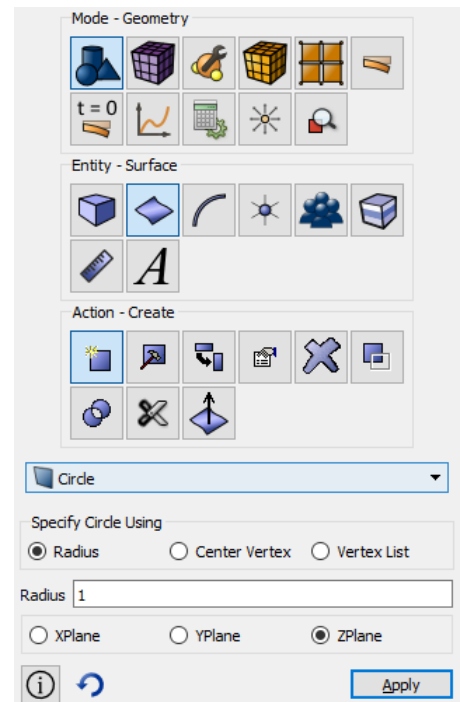 Mode - Geometry
t = 0
Entity - Surface
A
Action - Create
Circle
Specify Circle Using
Radius Center Vertex Vertex List
Radius 1
XPlane YPlane ZPlane
i Apply